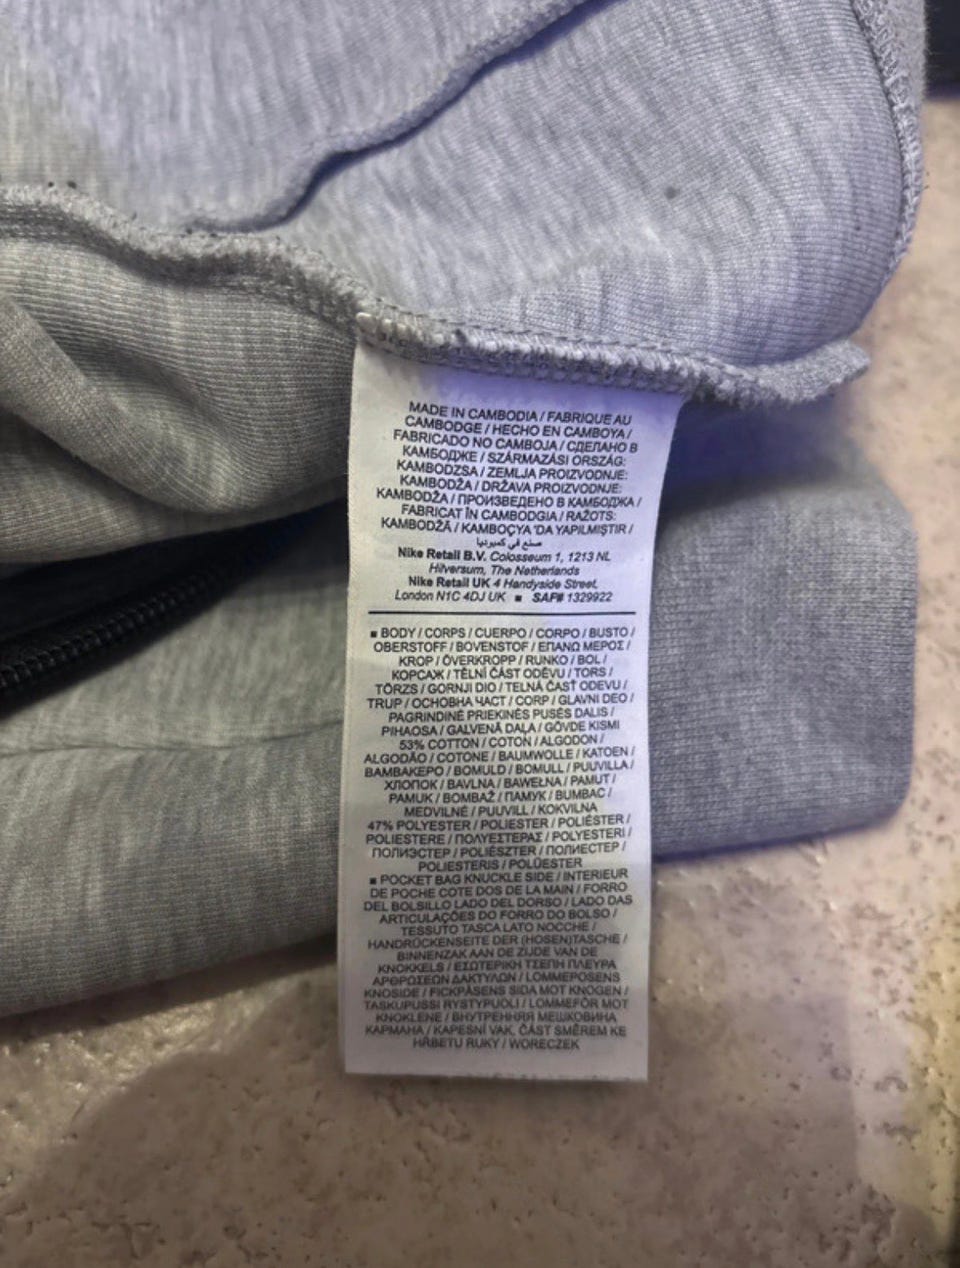 MADE IN CAMBODIA / FABRIQUE AU
CAMBODGE / HECHO EN CAMBOYA /
FABRICADO NO CAMBOJA / СДЕЛАНО В
КАМБОДЖЕ / SZÁRMAZÁSI ORSZÁG:
KAMBODZSA / ZEMLJA PROIZVODNJE:
KAMBODŽA / DRŽAVA PROIZVODNJE:
KAMBODŽA / ПРОИЗВЕДЕНО В КАМБОДЖА /
FABRICAT ÎN CAMBODGIA / RAŽOTS:
KAMBODŽĀ / KAMBOÇYA 'DA YAPILMIŞTIR /
صنع في كمبوديا
Nike Retail B.V. Colosseum 1, 1213 NL
Hilversum, The Netherlands
Nike Retail UK 4 Handyside Street,
London N1C 4DJ UK ■ SAF# 1329922
■ BODY / CORPS / CUERPO / CORPO / BUSTO /
OBERSTOFF / BOVENSTOF / ΕΠΑΝΩ ΜΕΡΟΣ /
KROP / ÖVERKROPP / RUNKO / BOL /
КОРСАЖ / TĚLNÍ ČÁST ODĚVU / TORS /
TÖRZS / GORNJI DIO / TELNÁ ČASŤ ODEVU /
TRUP / ОСНОВНА ЧАСТ / CORP / GLAVNI DEO /
PAGRINDINĖ PRIEKINĖS PUSĖS DALIS /
PIHAOSA / GALVENĀ DAĻA / GÖVDE KISMI
53% COTTON / COTON / ALGODON /
ALGODÃO / COTONE / BAUMWOLLE / KATOEN /
ΒΑΜΒΑΚΕΡΟ / BOMULD / BOMULL / PUUVILLA /
ХЛОПОК / BAVLNA / BAWEŁNA / PAMUT /
PAMUK / BOMBAŽ / ПАМУК / BUMBAC /
MEDVILNĖ / PUUVILL / KOKVILNA
47% POLYESTER / POLIESTER / POLIÉSTER /
POLIESTERE / ΠΟΛΥΕΣΤΕΡΑΣ / POLYESTERI /
ПОЛИЭСТЕР / POLIÉSZTER / ПОЛИЕСТЕР /
POLIESTERIS / POLÜESTER
■ POCKET BAG KNUCKLE SIDE / INTERIEUR
DE POCHE COTE DOS DE LA MAIN / FORRO
DEL BOLSILLO LADO DEL DORSO / LADO DAS
ARTICULAÇÕES DO FORRO DO BOLSO /
TESSUTO TASCA LATO NOCCHE /
HANDRÜCKENSEITE DER (HOSEN)TASCHE /
BINNENZAK AAN DE ZIJDE VAN DE
KNOKKELS / ΕΣΩΤΕΡΙΚΗ ΤΣΕΠΗ ΠΛΕΥΡΑ
ΑΡΘΡΩΣΕΩΝ ΔΑΚΤΥΛΩΝ / LOMMEPOSENS
KNOSIDE / FICKPÅSENS SIDA MOT KNOGEN /
TASKUPUSSI RYSTYPUOLI / LOMMEFÔR MOT
KNOKLENE / ВНУТРЕННЯЯ МЕШКОВИНА
КАРМАНА / KAPESNÍ VAK, ČÁST SMĚREM KE
HŘBETU RUKY / WORECZEK